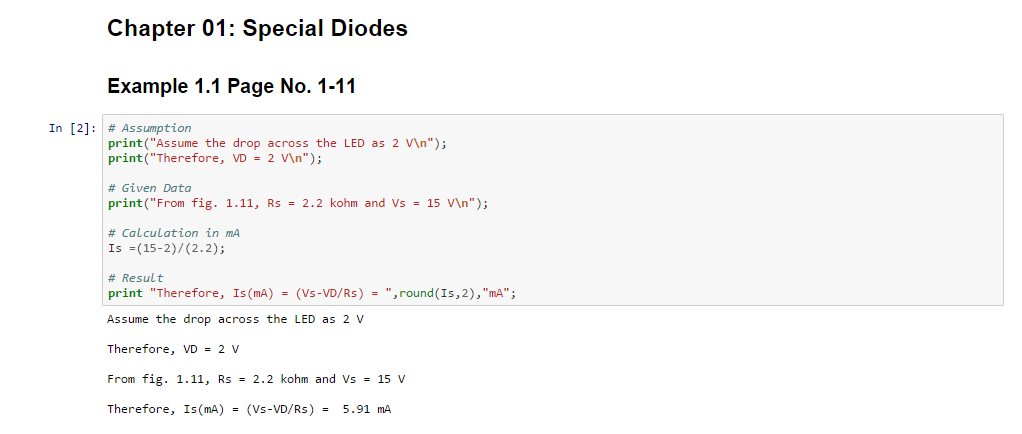 Chapter 01: Special Diodes
Example 1.1 Page No. 1-11
In [2]: # Assumption
print("Assume the drop across the LED as 2 V\n");
print("Therefore, VD = 2 V\n");
# Given Data
print("From fig. 1.11, Rs = 2.2 kohm and Vs = 15 V\n");
# Calculation in mA
Is =(15-2)/(2.2);
# Result
print "Therefore, Is(mA) = (Vs-VD/Rs) = ",round(Is,2),"mA";
Assume the drop across the LED as 2 V
Therefore, VD = 2 V
From fig. 1.11, Rs = 2.2 kohm and Vs = 15 V
Therefore, Is(mA) = (Vs-VD/Rs) =  5.91 mA